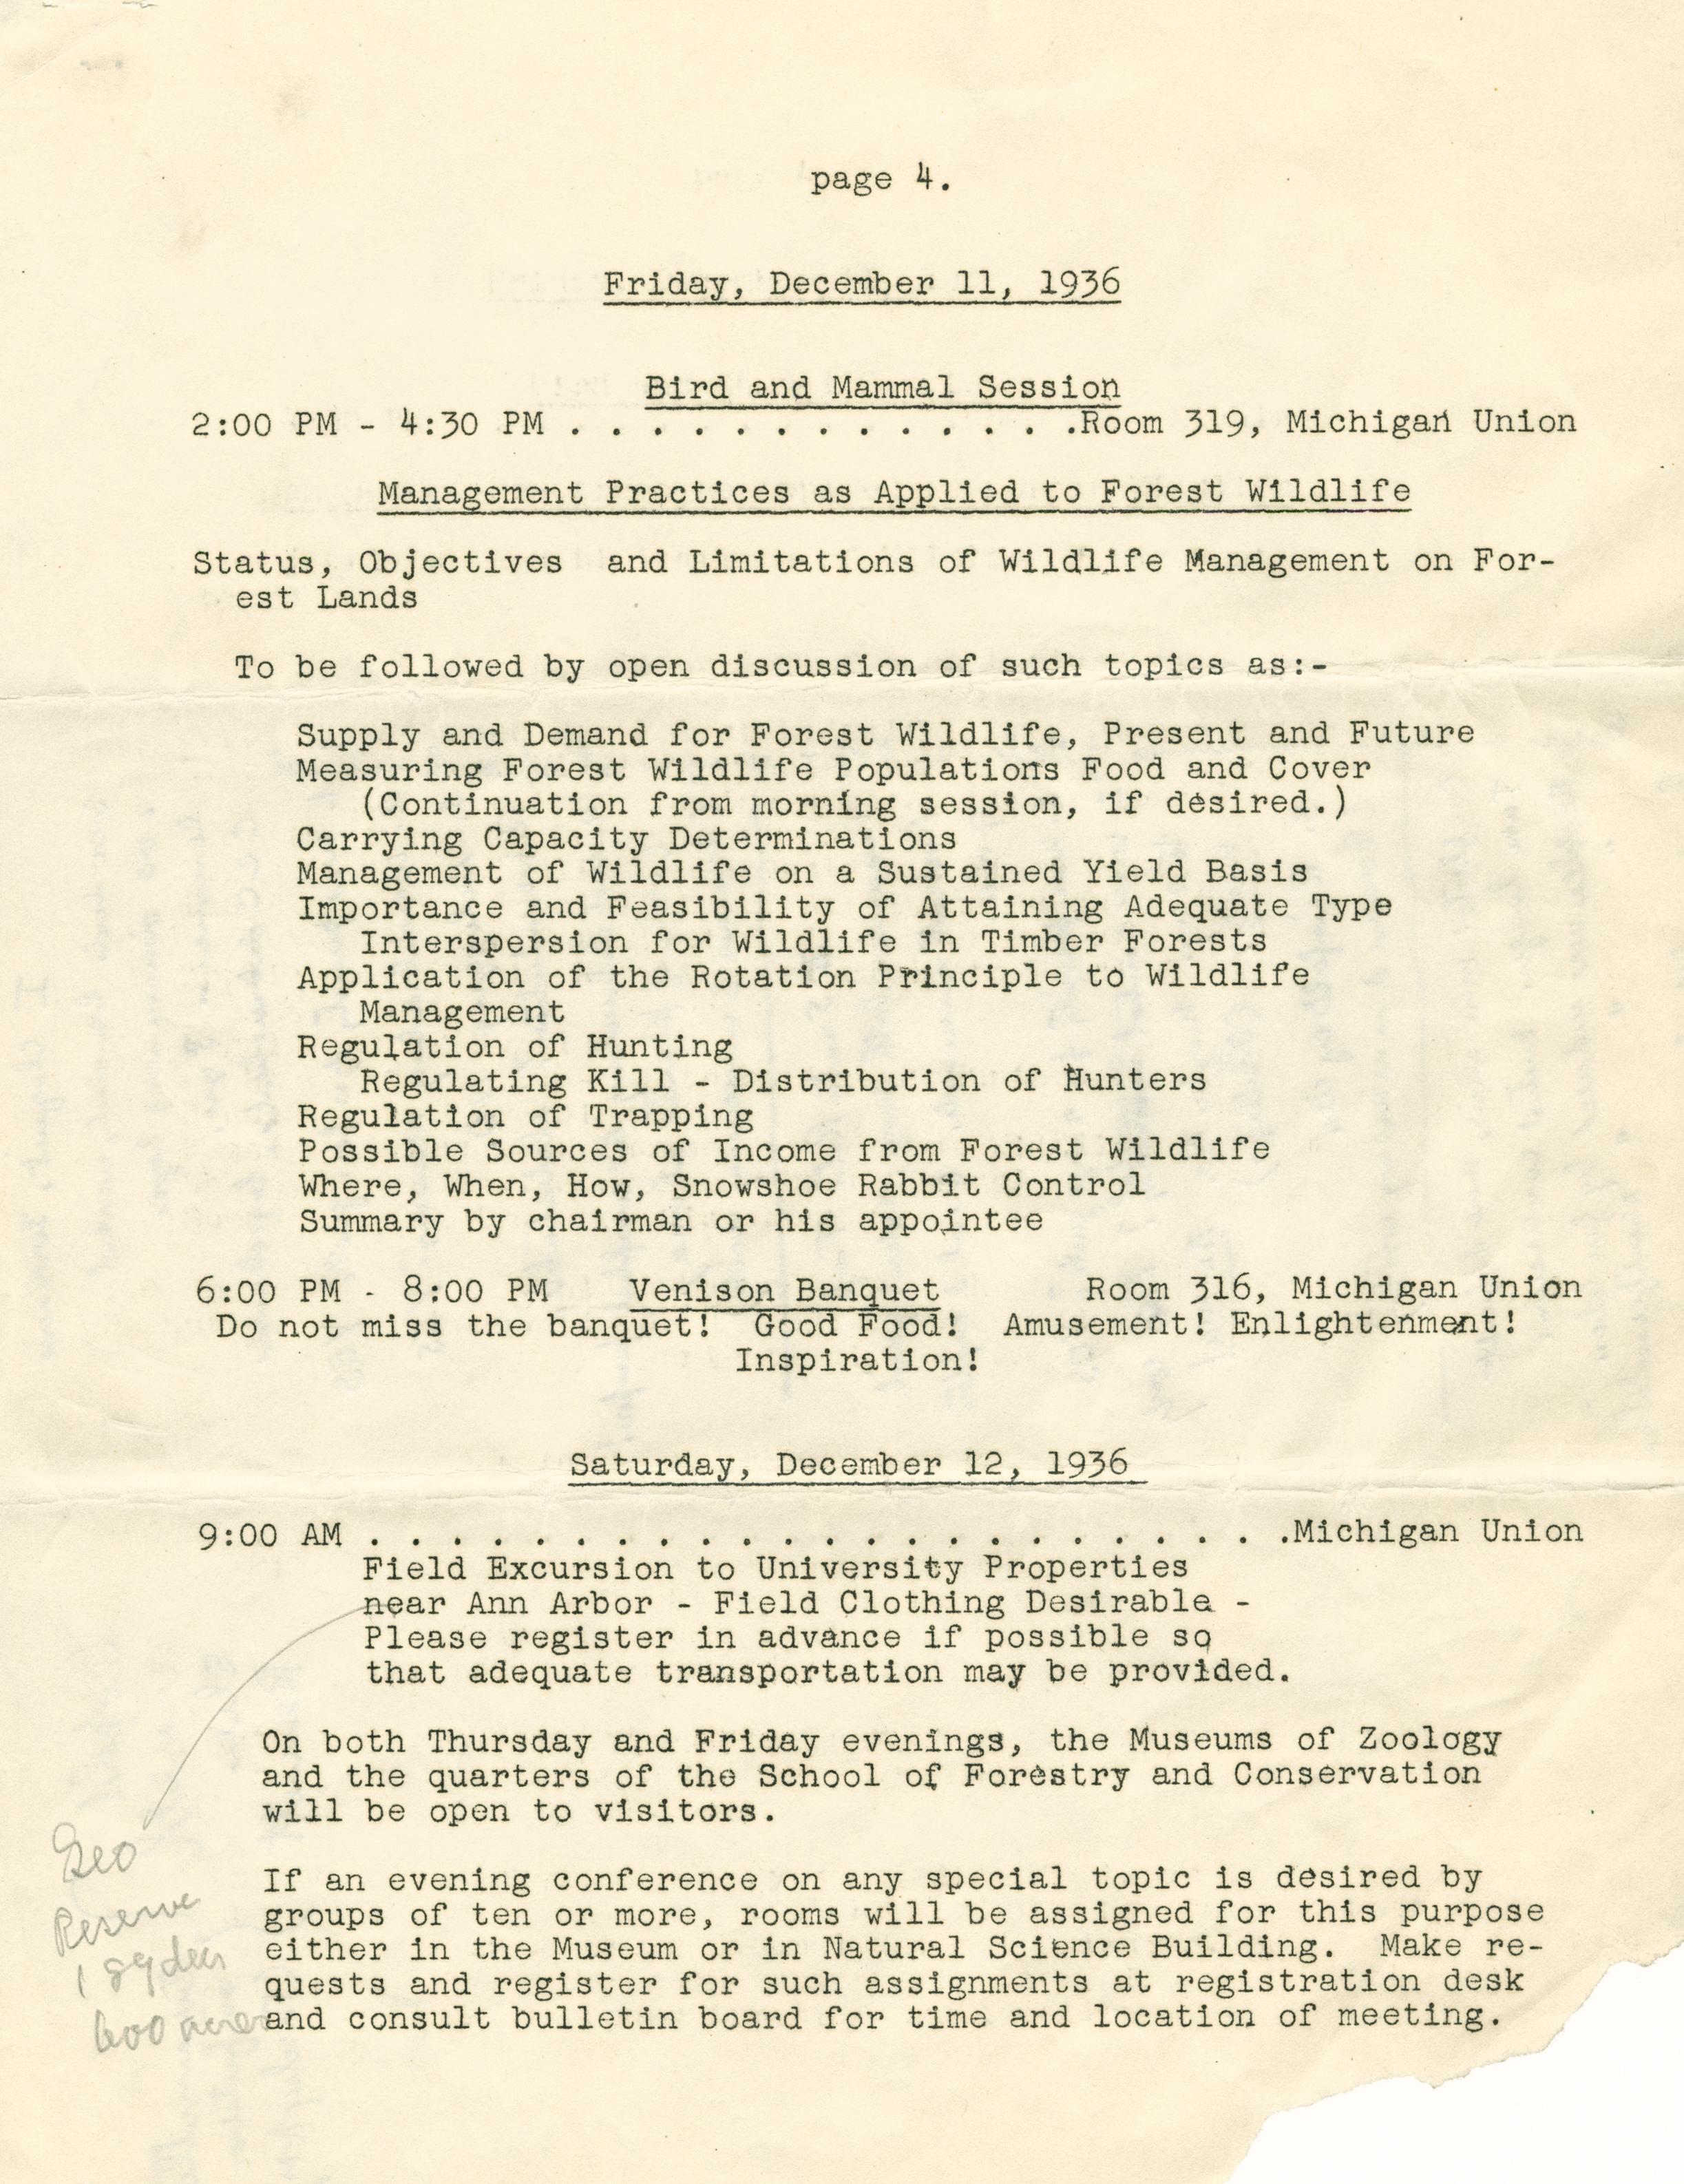 page 4.
Friday, December 11, 1936
Bird and Mammal Session
2:00 PM - 4:30 PM . . . . . . . . . . . . .Room 319, Michigan Union
Management Practices as Applied to Forest Wildlife
Status, Objectives  and Limitations of Wildlife Management on For-
est Lands
To be followed by open discussion of such topics as:-
Supply and Demand for Forest Wildlife, Present and Future
Measuring Forest Wildlife Populations Food and Cover
(Continuation from morning session, if desired.)
Carrying Capacity Determinations
Management of Wildlife on a Sustained Yield Basis
Importance and Feasibility of Attaining Adequate Type
Interspersion for Wildlife in Timber Forests
Application of the Rotation Principle to Wildlife
Management
Regulation of Hunting
Regulating Kill - Distribution of Hunters
Regulation of Trapping
Possible Sources of Income from Forest Wildlife
Where, When, How, Snowshoe Rabbit Control
Summary by chairman or his appointee
6:00 PM - 8:00 PM    Venison Banquet    Room 316, Michigan Union
Do not miss the banquet!  Good Food!  Amusement! Enlightenment!
Inspiration!
Saturday, December 12, 1936
9:00 AM . . . . . . . . . . . . . . . . . . . . . . .Michigan Union
Field Excursion to University Properties
near Ann Arbor - Field Clothing Desirable -
Please register in advance if possible so
that adequate transportation may be provided.
On both Thursday and Friday evenings, the Museums of Zoology
and the quarters of the School of Forestry and Conservation
will be open to visitors.
If an evening conference on any special topic is desired by
groups of ten or more, rooms will be assigned for this purpose
either in the Museum or in Natural Science Building.  Make re-
quests and register for such assignments at registration desk
and consult bulletin board for time and location of meeting.
Geo
Reserve
deer
600 acres